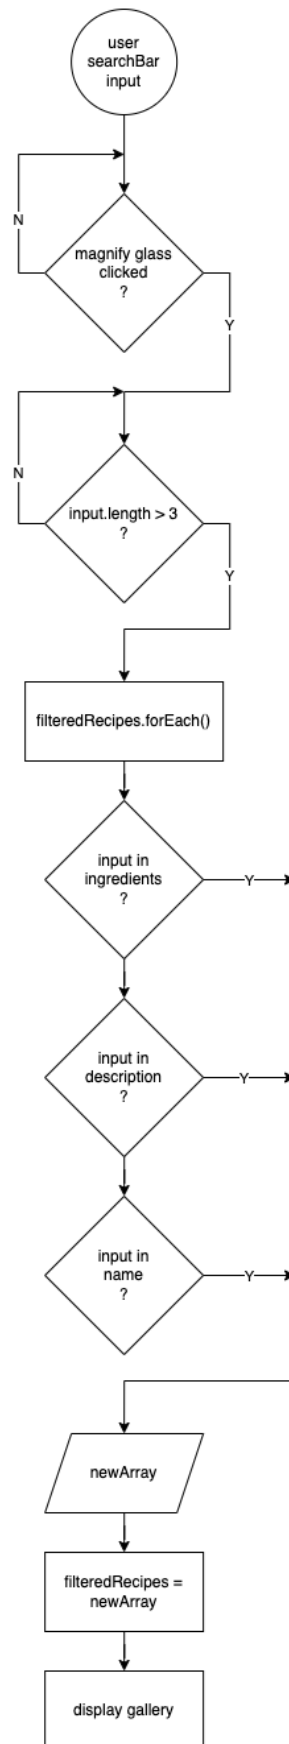 user
searchBar
input
N
magnify glass
clicked
?
Y
N
input.length > 3
?
Y
filteredRecipes.forEach()
input in
ingredients
?
Y
input in
description
?
Y
input in
name
?
Y
newArray
filteredRecipes =
newArray
display gallery